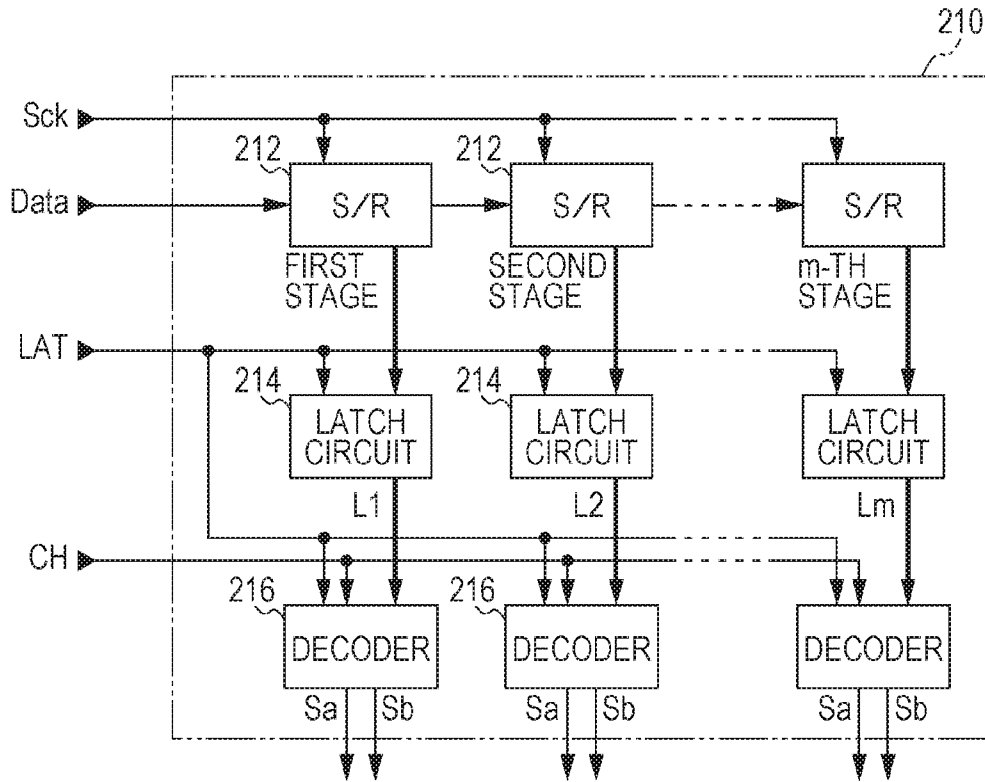 210
Sck
212
212
Data
S/R
S/R
S/R
FIRST
STAGE
SECOND
STAGE
m-TH
STAGE
LAT
214
214
LATCH
CIRCUIT
LATCH
CIRCUIT
LATCH
CIRCUIT
L1
L2
Lm
CH
216
216
DECODER
DECODER
DECODER
Sa
Sb
Sa
Sb
Sa
Sb